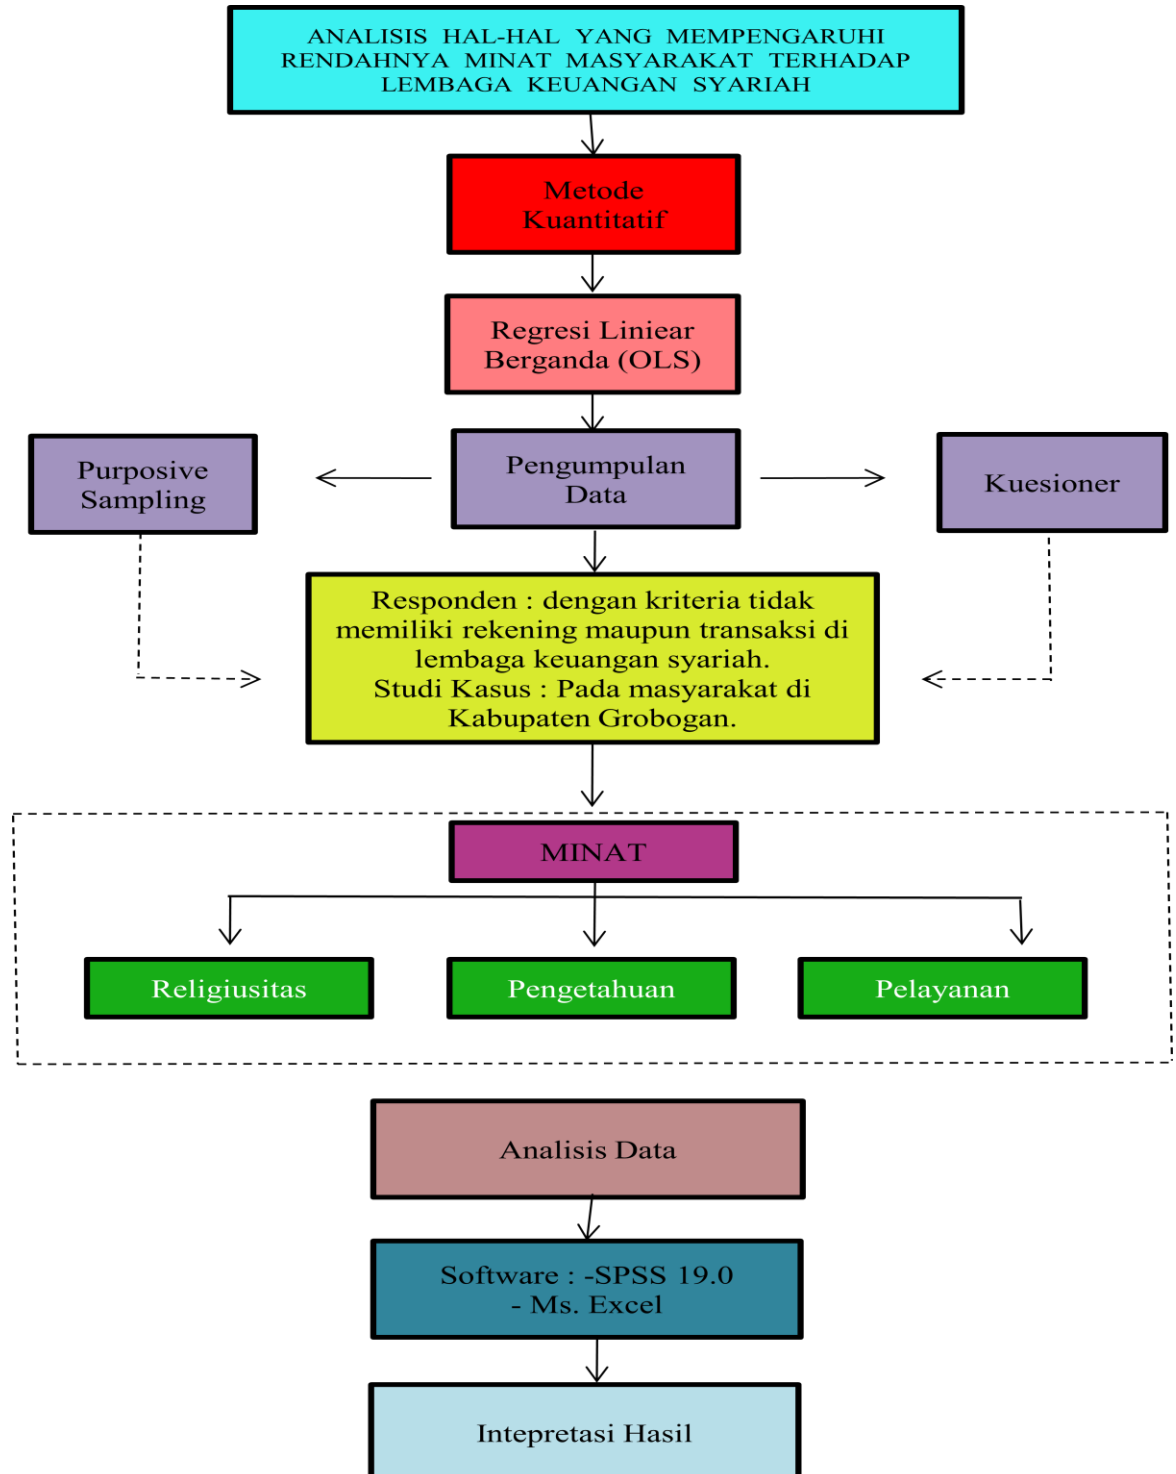 ANALISIS HAL-HAL YANG MEMPENGARUHI
RENDAHNYA MINAT MASYARAKAT TERHADAP
LEMBAGA KEUANGAN SYARIAH
Metode
Kuantitatif
Regresi Liniear
Berganda (OLS)
Purposive
Sampling
Pengumpulan
Data
Kuesioner
Responden : dengan kriteria tidak
memiliki rekening maupun transaksi di
lembaga keuangan syariah.
Studi Kasus : Pada masyarakat di
Kabupaten Grobogan.
MINAT
Religiusitas
Pengetahuan
Pelayanan
Analisis Data
Software : -SPSS 19.0
- Ms. Excel
Intepretasi Hasil